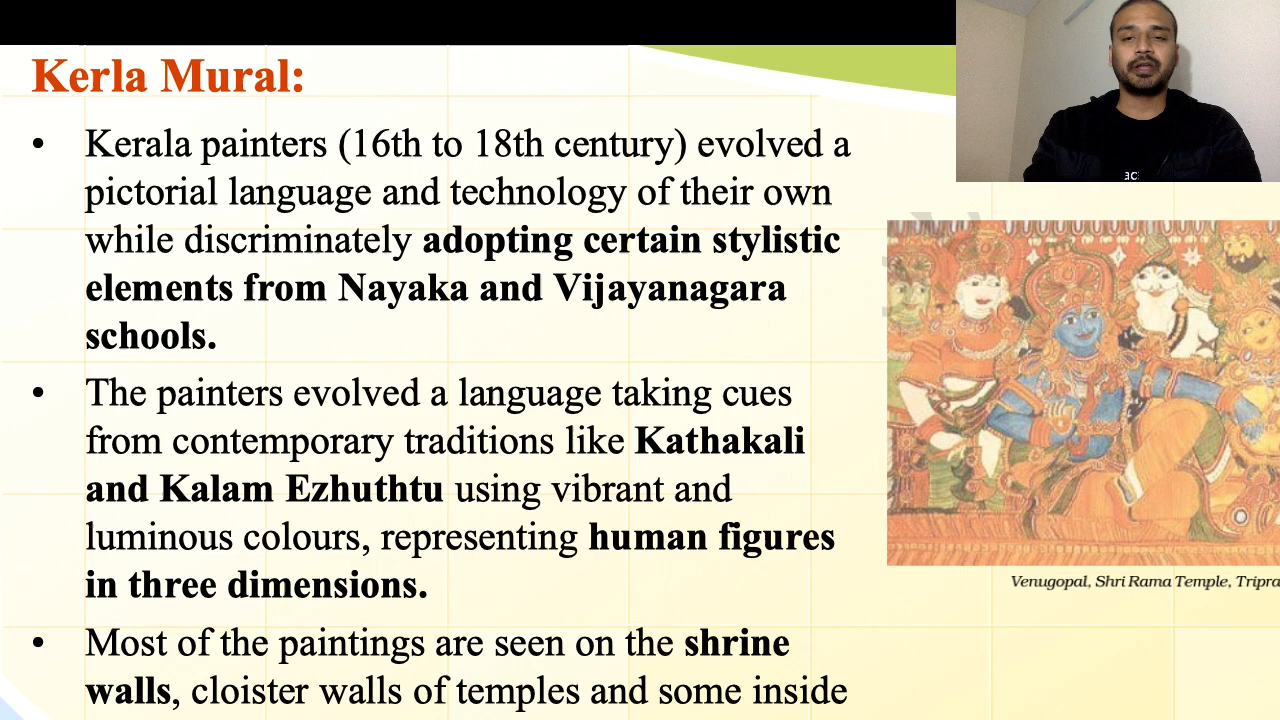 Kerla Mural:
• Kerala painters (16th to 18th century) evolved a
pictorial language and technology of their own
while discriminately adopting certain stylistic
elements from Nayaka and Vijayanagara
schools.
• The painters evolved a language taking cues
from contemporary traditions like Kathakali
and Kalam Ezhuthtu using vibrant and
luminous colours, representing human figures
in three dimensions.
• Most of the paintings are seen on the shrine
walls, cloister walls of temples and some inside
Venugopal, Shri Rama Temple, Tripra